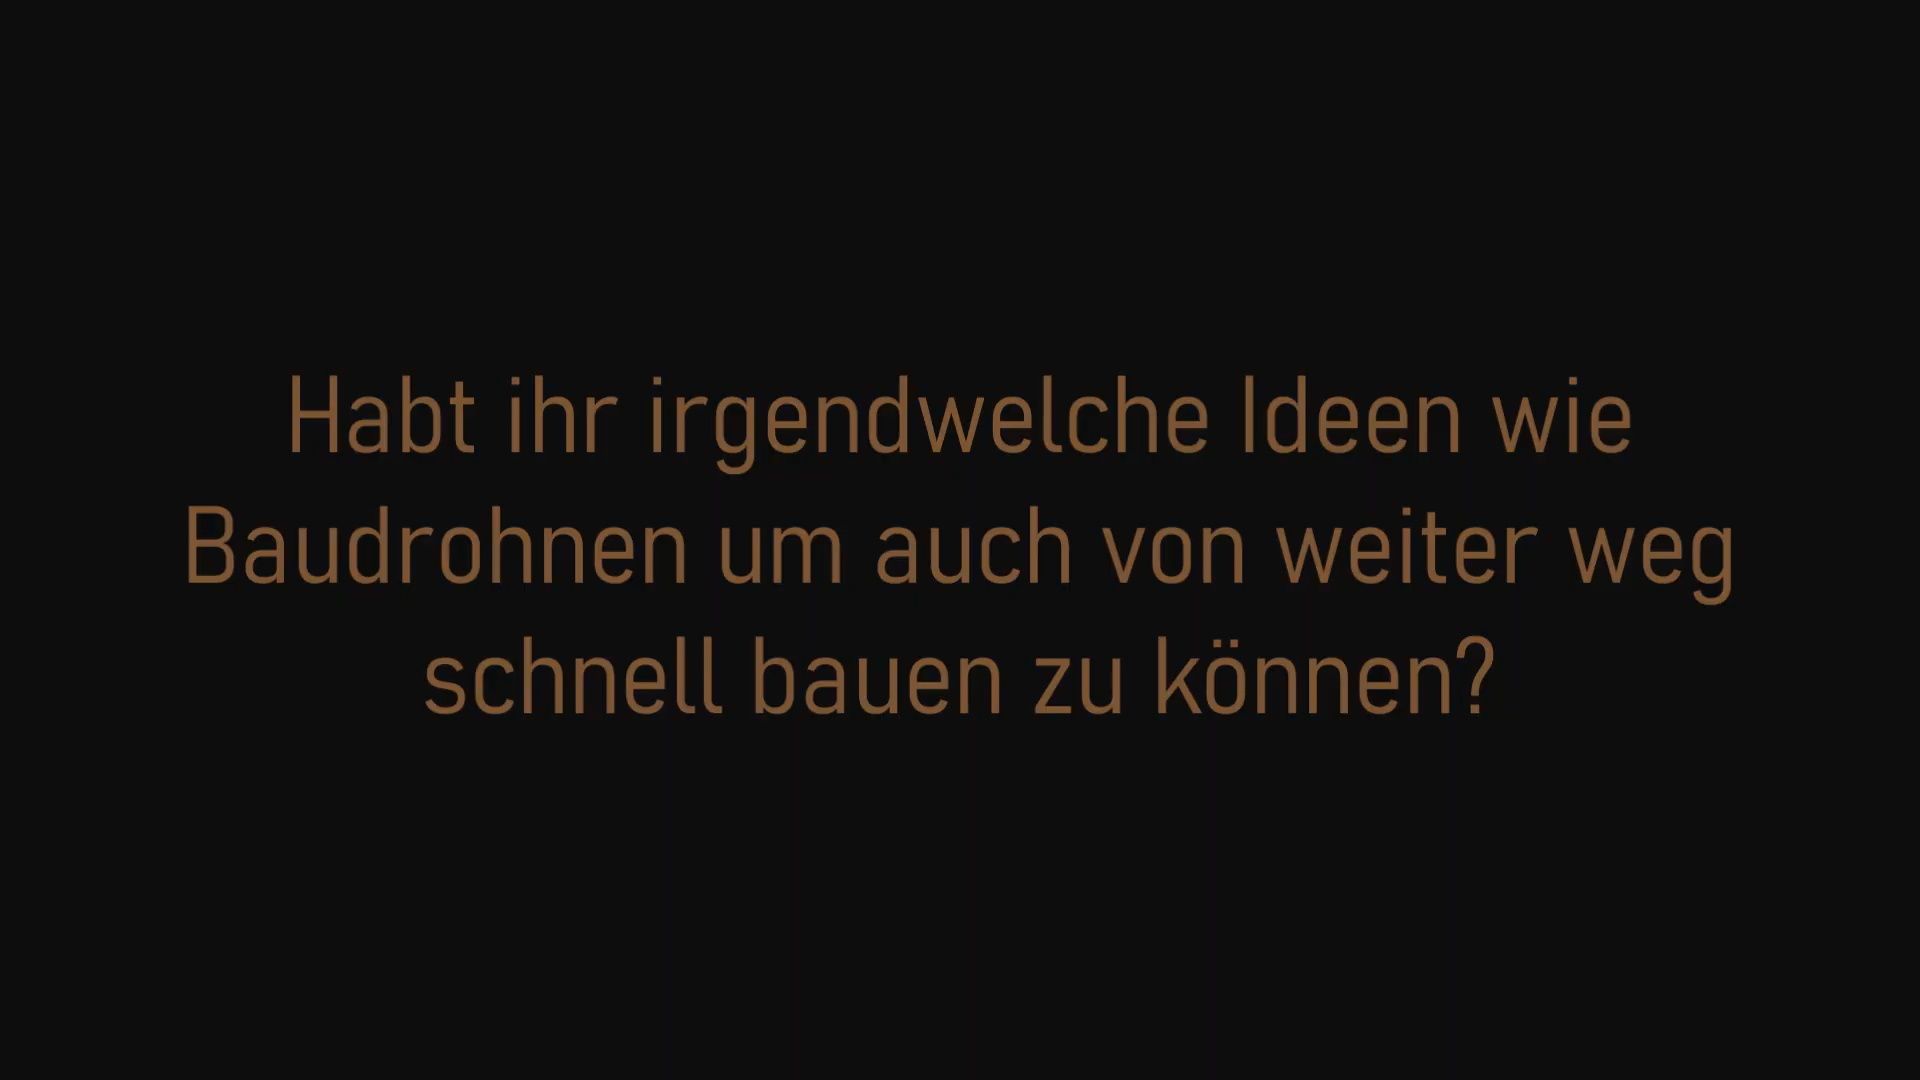 Habt ihr irgendwelche Ideen wie
Baudrohnen um auch von weiter weg
schnell bauen zu können?